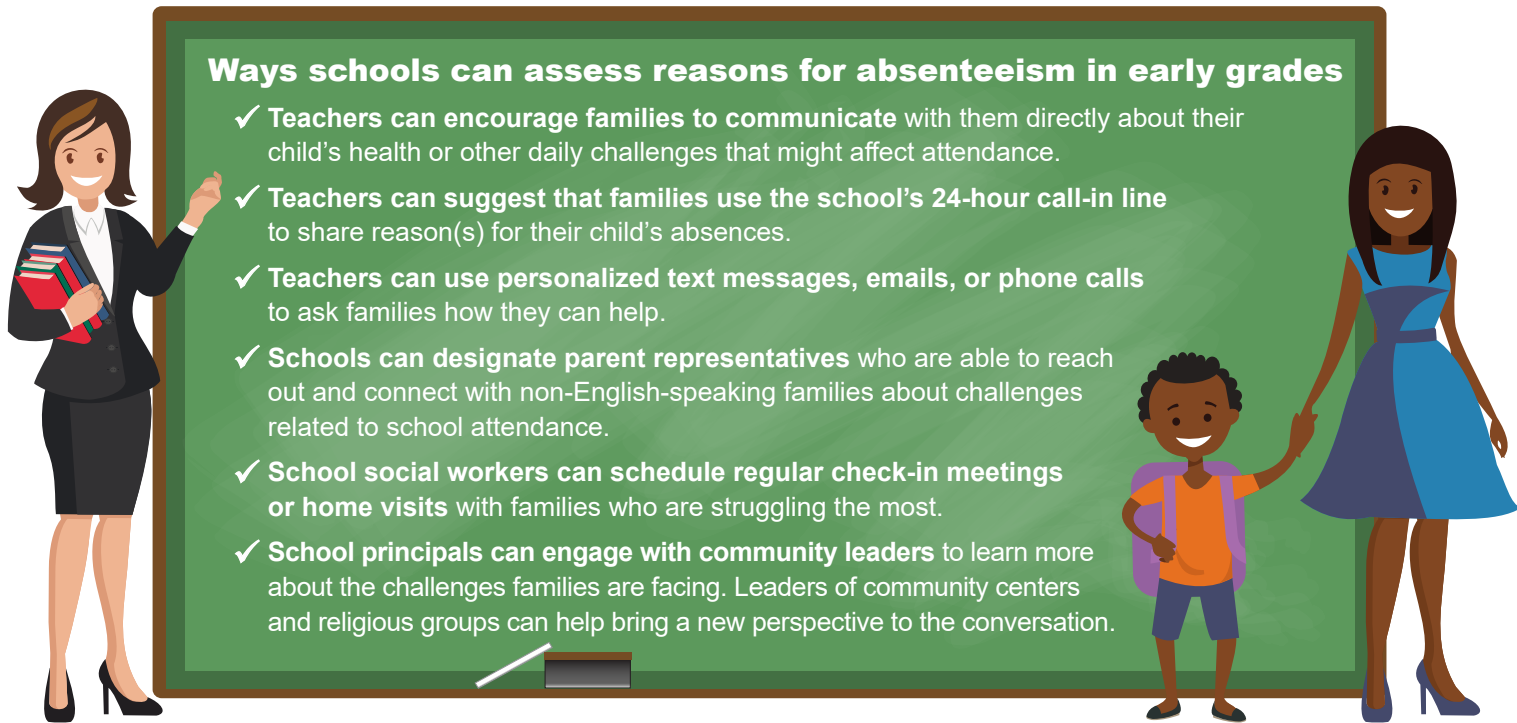 Ways schools can assess reasons for absenteeism in early grades
✓ Teachers can encourage families to communicate with them directly about their
child’s health or other daily challenges that might affect attendance.
✓ Teachers can suggest that families use the school’s 24-hour call-in line
to share reason(s) for their child’s absences.
✓ Teachers can use personalized text messages, emails, or phone calls
to ask families how they can help.
✓ Schools can designate parent representatives who are able to reach
out and connect with non-English-speaking families about challenges
related to school attendance.
✓ School social workers can schedule regular check-in meetings
or home visits with families who are struggling the most.
✓ School principals can engage with community leaders to learn more
about the challenges families are facing. Leaders of community centers
and religious groups can help bring a new perspective to the conversation.